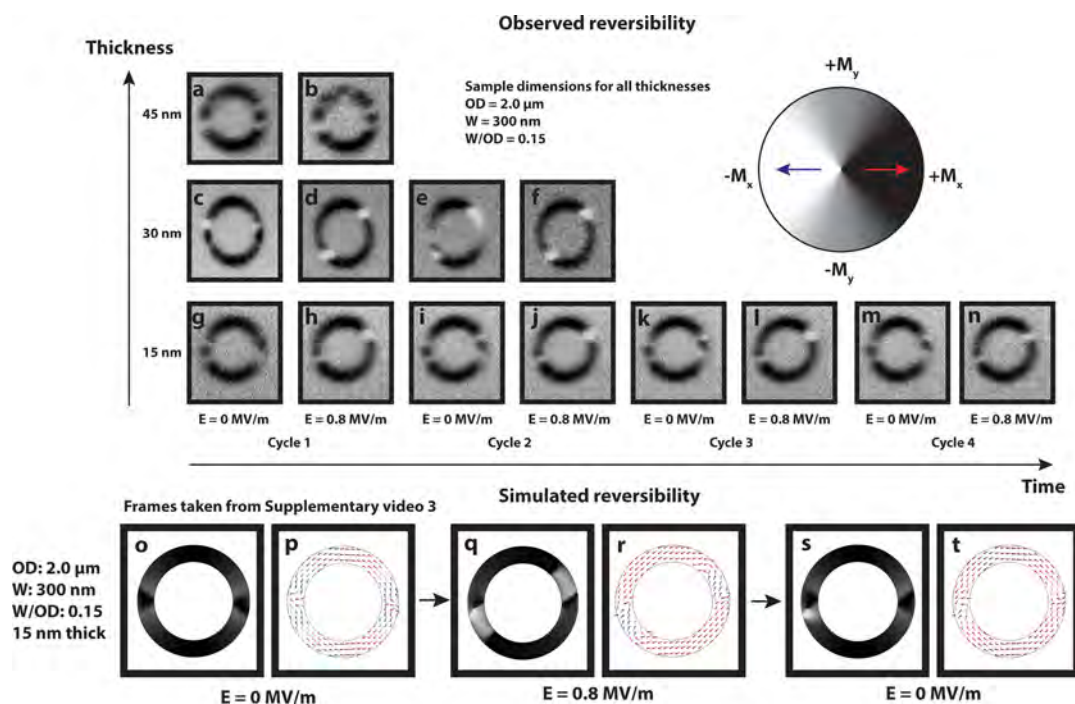 Observed reversibility
Thickness
45 nm
a
b
Sample dimensions for all thicknesses
OD = 2.0 μm
W = 300 nm
W/OD = 0.15
+My
-Mx
+Mx
-My
30 nm
c
d
e
f
15 nm
g
h
i
j
k
l
m
n
E = 0 MV/m
E = 0.8 MV/m
E = 0 MV/m
E = 0.8 MV/m
E = 0 MV/m
E = 0.8 MV/m
E = 0 MV/m
E = 0.8 MV/m
Cycle 1
Cycle 2
Cycle 3
Cycle 4
Time
Simulated reversibility
Frames taken from Supplementary video 3
OD: 2.0 μm
W: 300 nm
W/OD: 0.15
15 nm thick
o
p
q
r
s
t
E = 0 MV/m
E = 0.8 MV/m
E = 0 MV/m